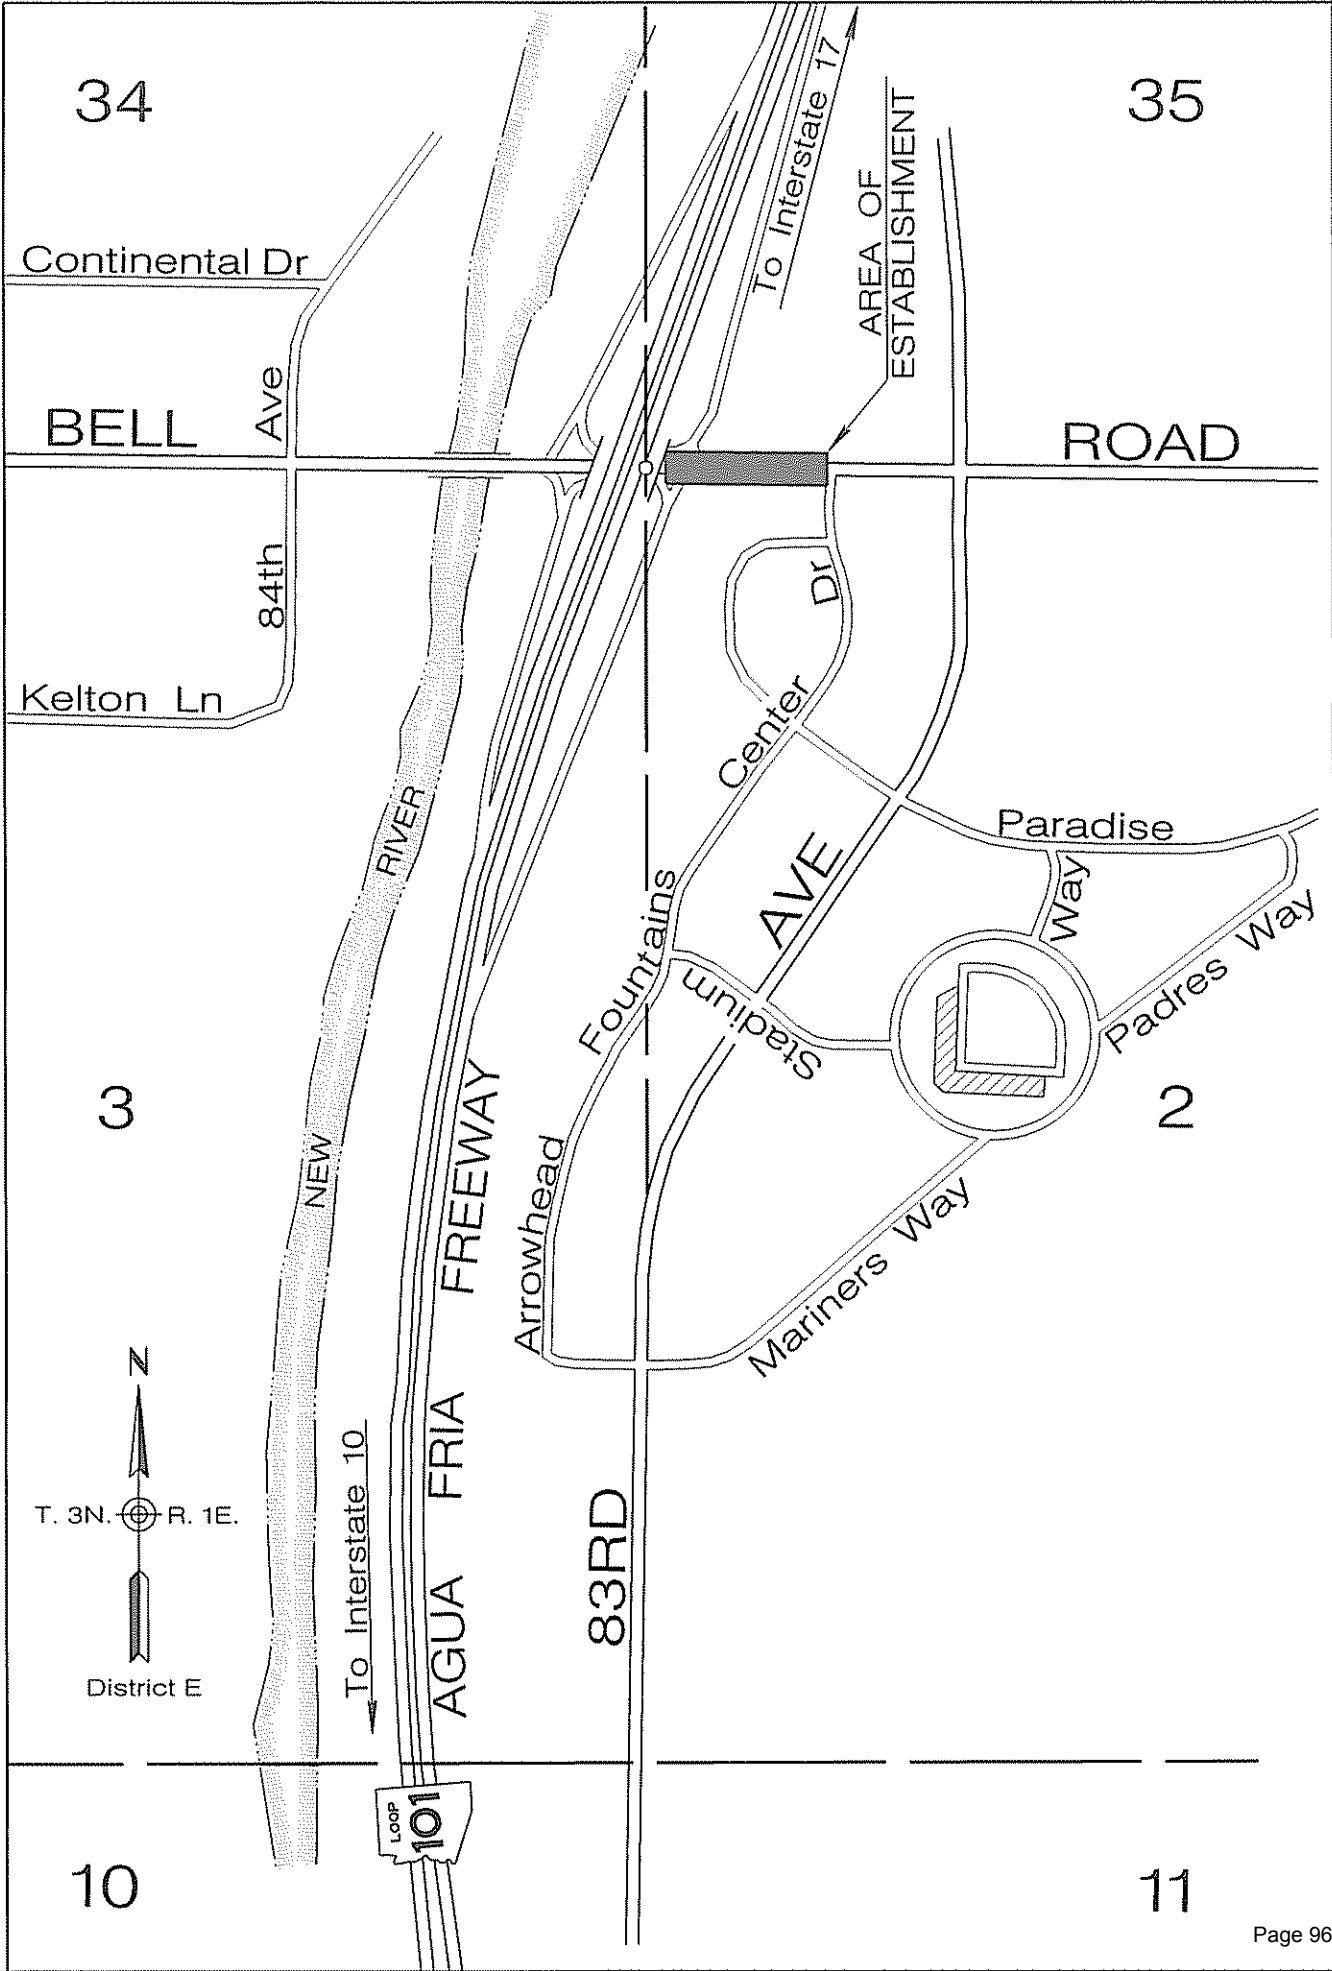 34
35
To Interstate 17
AREA OF
ESTABLISHMENT
Continental Dr
BELL
Ave
ROAD
84th
Dr
Kelton Ln
Center
RIVER
Paradise
AVE
Way
Fountains
Padres Way
Stadium
3
FREEWAY
2
NEW
Arrowhead
Mariners Way
N
T. 3N.
R. 1E.
District E
To Interstate 10
AGUA FRIA
83RD
LOOP
101
10
11
Page 96